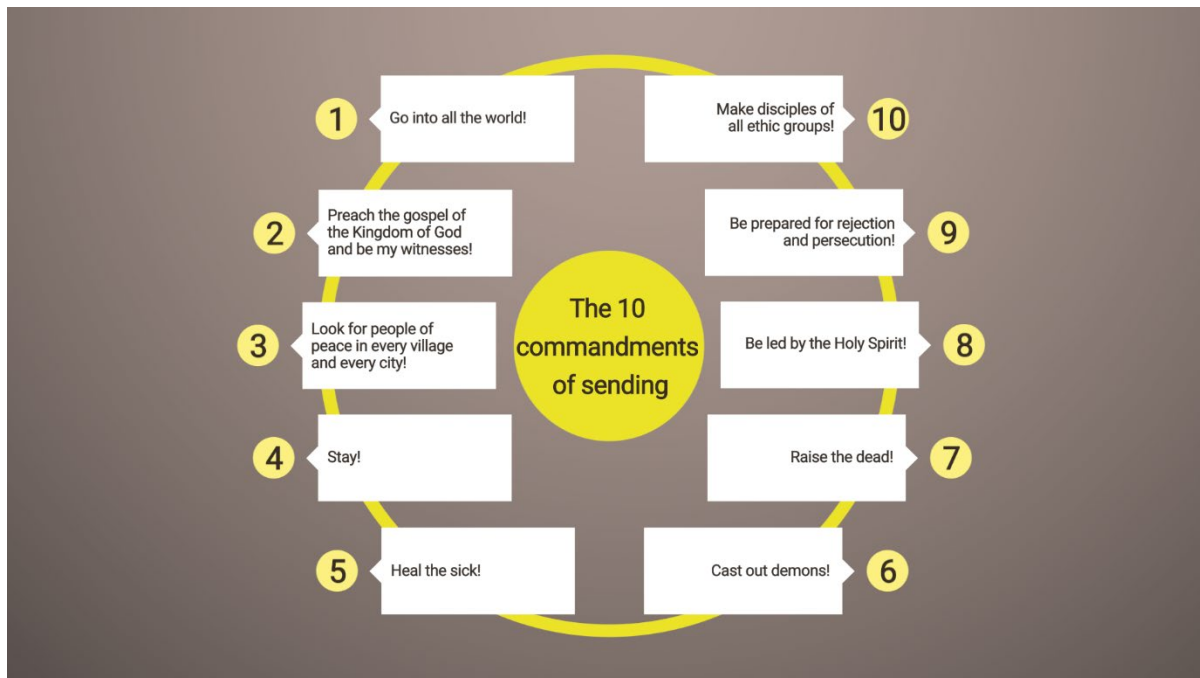 The 10
commandments
of sending
1
Go into all the world!
2
Preach the gospel of
the Kingdom of God
and be my witnesses!
3
Look for people of
peace in every village
and every city!
4
Stay!
5
Heal the sick!
6
Cast out demons!
7
Raise the dead!
8
Be led by the Holy Spirit!
9
Be prepared for rejection
and persecution!
10
Make disciples of
all ethic groups!